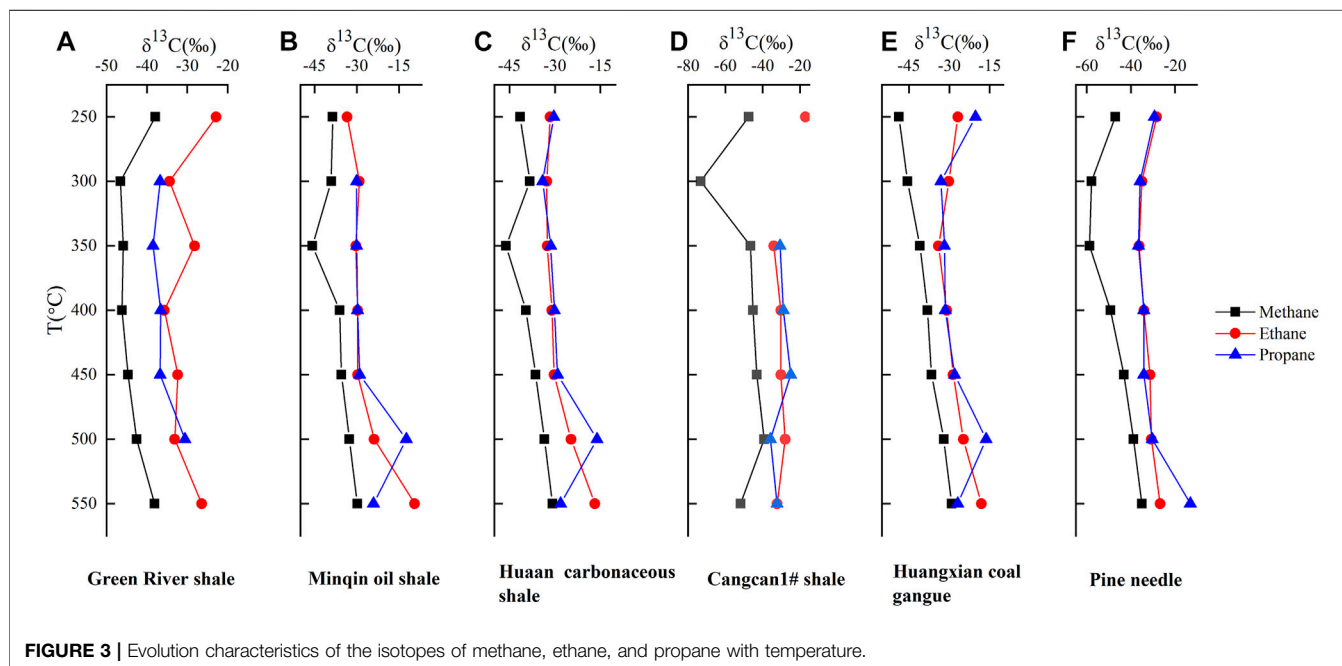 A
δ13C(‰)
-50 -40 -30 -20
B
δ13C(‰)
-45 -15
C
δ13C(‰)
-45 -15
D
δ13C(‰)
-80 -60 -40 -20
E
δ13C(‰)
-45 -15
F
δ13C(‰)
-60 -40 -20
T(°C)
250
300
350
400
450
500
550
Methane
Ethane
Propane
Green River shale
Minqin oil shale
Huaan carbonaceous
shale
Cangcan1# shale
Huangxian coal
gangue
Pine needle
FIGURE 3 | Evolution characteristics of the isotopes of methane, ethane, and propane with temperature.